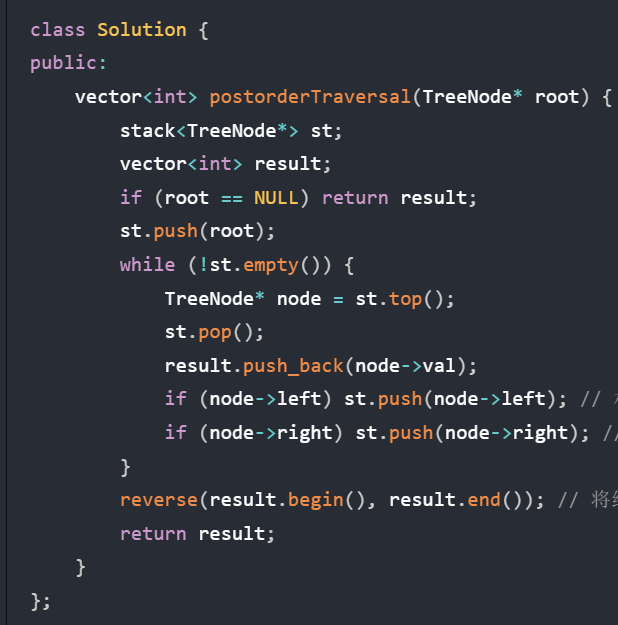 class Solution {
public:
    vector<int> postorderTraversal(TreeNode* root) {
        stack<TreeNode*> st;
        vector<int> result;
        if (root == NULL) return result;
        st.push(root);
        while (!st.empty()) {
            TreeNode* node = st.top();
            st.pop();
            result.push_back(node->val);
            if (node->left) st.push(node->left); //
            if (node->right) st.push(node->right); //
        }
        reverse(result.begin(), result.end()); // 将
        return result;
    }
};